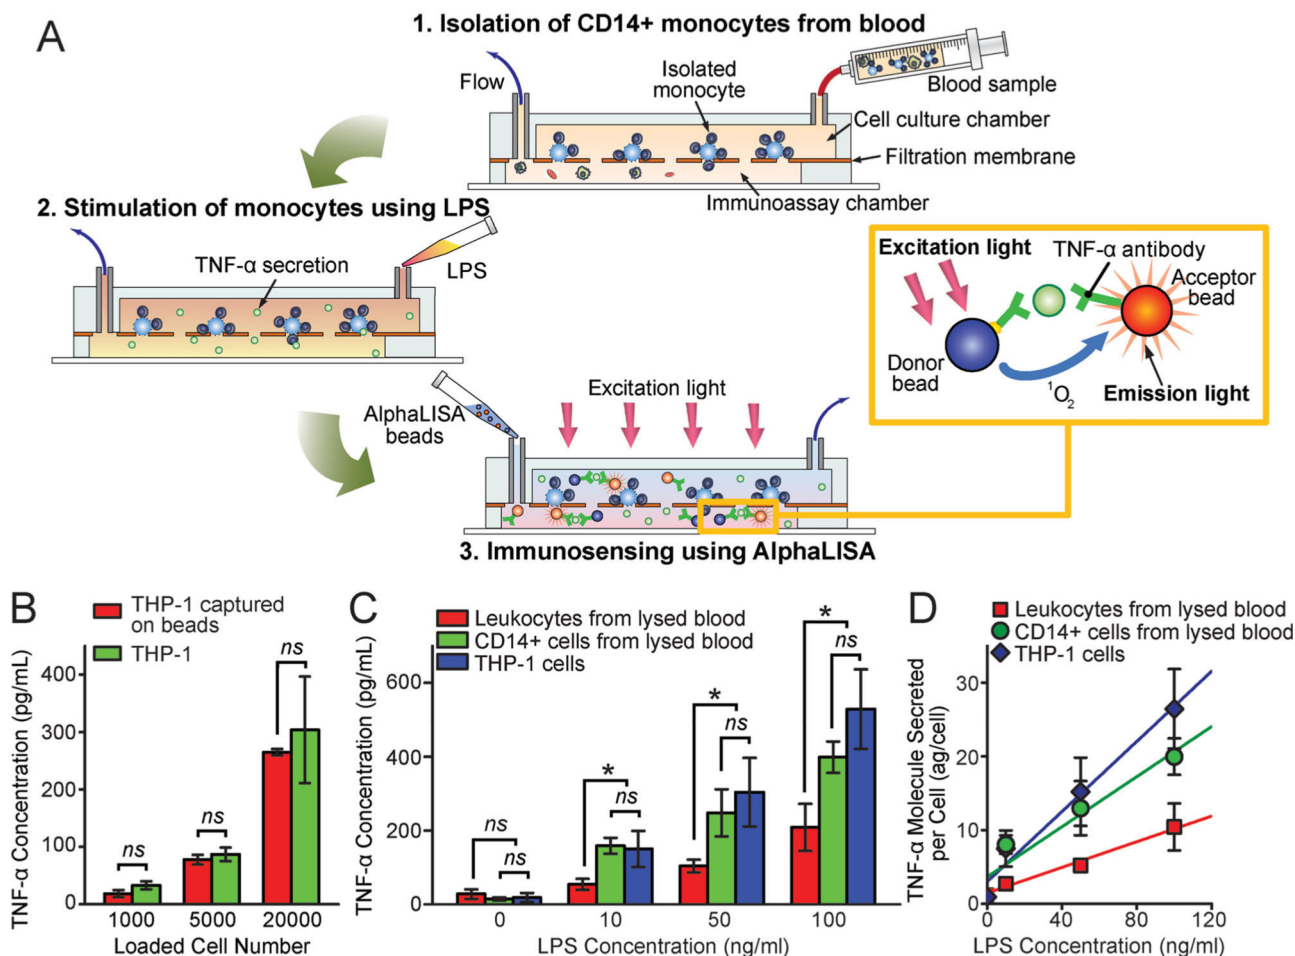 A
1. Isolation of CD14+ monocytes from blood
Flow
Isolated
monocyte
Blood sample
Cell culture chamber
Filtration membrane
Immunoassay chamber
2. Stimulation of monocytes using LPS
TNF-α secretion
LPS
Excitation light
TNF-α antibody
Acceptor
bead
Donor
bead
¹O₂
Emission light
AlphaLISA
beads
Excitation light
3. Immunosensing using AlphaLISA
B
THP-1 captured
on beads
THP-1
TNF-α Concentration (pg/mL)
400
300
200
100
0
ns
ns
ns
1000
5000
20000
Loaded Cell Number
C
Leukocytes from lysed blood
CD14+ cells from lysed blood
THP-1 cells
TNF-α Concentration (pg/mL)
600
400
200
0
ns
ns
*
ns
*
ns
*
ns
0
10
50
100
LPS Concentration (ng/ml)
D
Leukocytes from lysed blood
CD14+ cells from lysed blood
THP-1 cells
TNF-α Molecule Secreted
per Cell (ag/cell)
30
20
10
0
0
40
80
120
LPS Concentration (ng/ml)